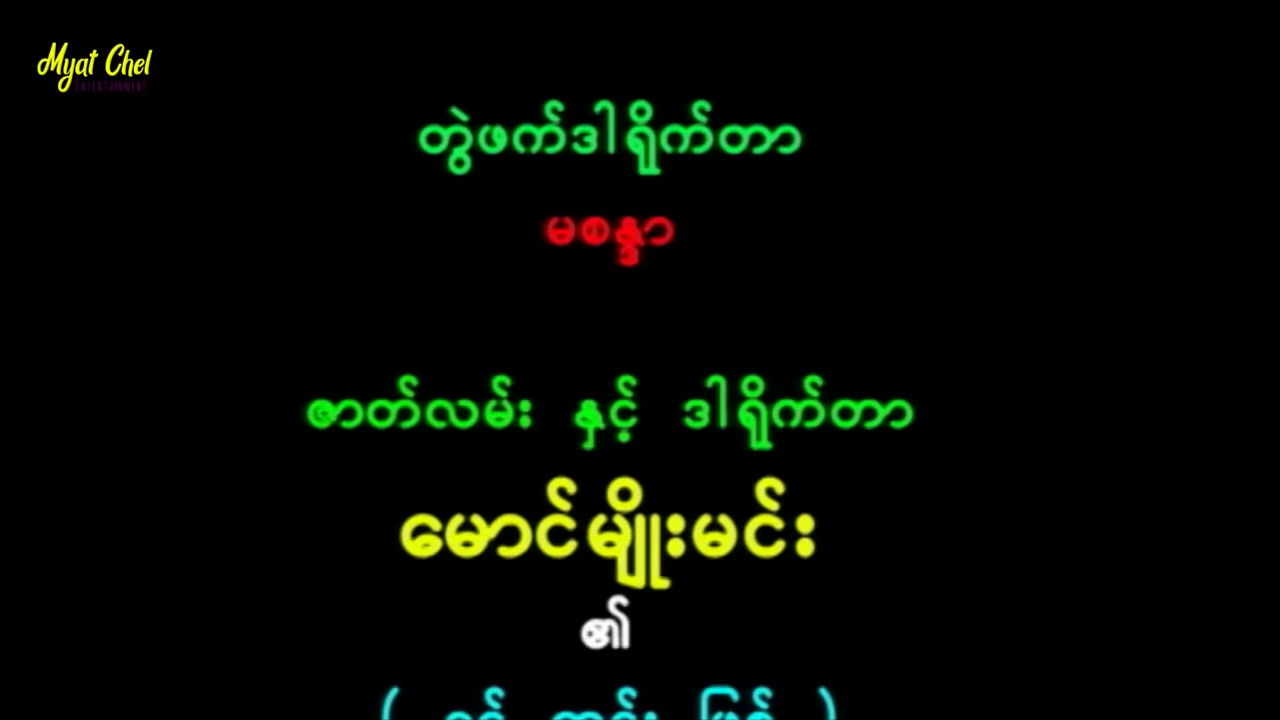 Myat Chel
ENTERTAINMENT
တွဲဖက်ဒါရိုက်တာ
မစန္ဒာ
ဇာတ်လမ်း နှင့် ဒါရိုက်တာ
မောင်မျိုးမင်း
၏